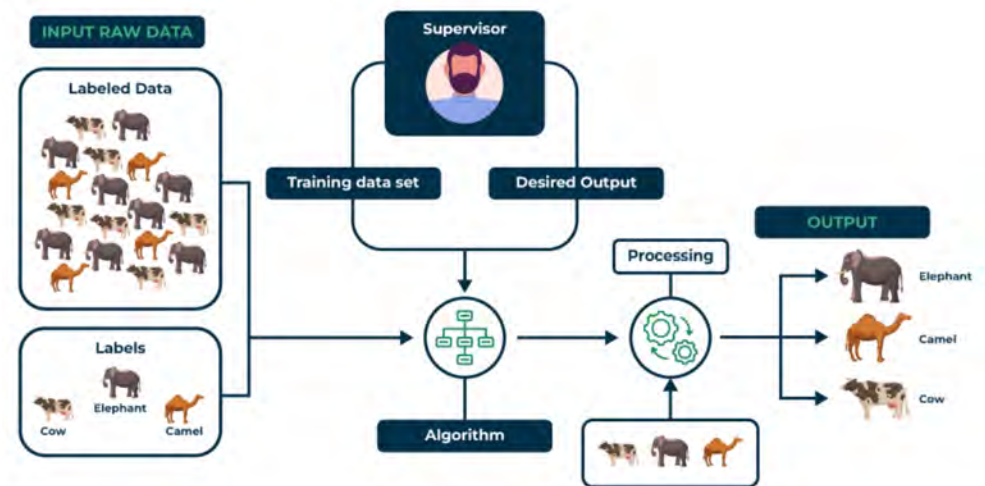 INPUT RAW DATA
Labeled Data
Labels
Elephant
Cow
Camel
Supervisor
Training data set
Desired Output
Algorithm
Processing
OUTPUT
Elephant
Camel
Cow